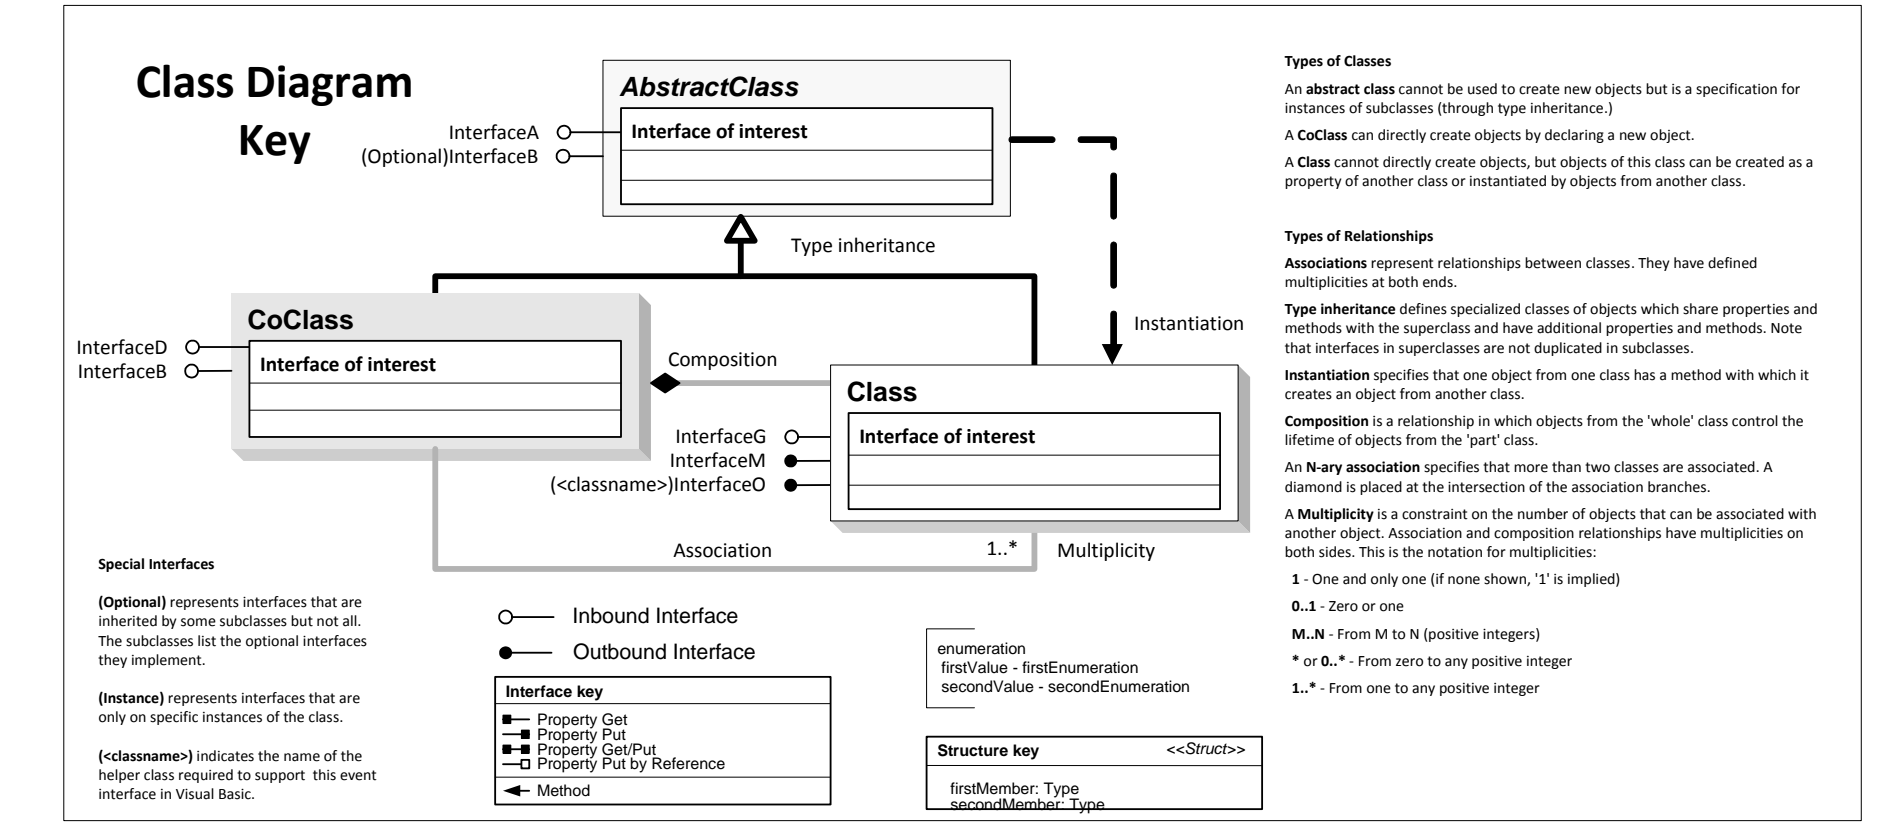 Class Diagram
Key
AbstractClass
Interface of interest
InterfaceA
(Optional)InterfaceB
Type inheritance
Instantiation
CoClass
Interface of interest
InterfaceD
InterfaceB
Composition
Class
Interface of interest
InterfaceG
InterfaceM
(<classname>)InterfaceO
Association
1..*
Multiplicity
Special Interfaces
(Optional) represents interfaces that are
inherited by some subclasses but not all.
The subclasses list the optional interfaces
they implement.
(Instance) represents interfaces that are
only on specific instances of the class.
(<classname>) indicates the name of the
helper class required to support  this event
interface in Visual Basic.
Inbound Interface
Outbound Interface
Interface key
Property Get
Property Put
Property Get/Put
Property Put by Reference
Method
enumeration
firstValue - firstEnumeration
secondValue - secondEnumeration
Structure key <<Struct>>
firstMember: Type
secondMember: Type
Types of Classes
An abstract class cannot be used to create new objects but is a specification for
instances of subclasses (through type inheritance.)
A CoClass can directly create objects by declaring a new object.
A Class cannot directly create objects, but objects of this class can be created as a
property of another class or instantiated by objects from another class.
Types of Relationships
Associations represent relationships between classes. They have defined
multiplicities at both ends.
Type inheritance defines specialized classes of objects which share properties and
methods with the superclass and have additional properties and methods. Note
that interfaces in superclasses are not duplicated in subclasses.
Instantiation specifies that one object from one class has a method with which it
creates an object from another class.
Composition is a relationship in which objects from the 'whole' class control the
lifetime of objects from the 'part' class.
An N-ary association specifies that more than two classes are associated. A
diamond is placed at the intersection of the association branches.
A Multiplicity is a constraint on the number of objects that can be associated with
another object. Association and composition relationships have multiplicities on
both sides. This is the notation for multiplicities:
1 - One and only one (if none shown, '1' is implied)
0..1 - Zero or one
M..N - From M to N (positive integers)
* or 0..* - From zero to any positive integer
1..* - From one to any positive integer